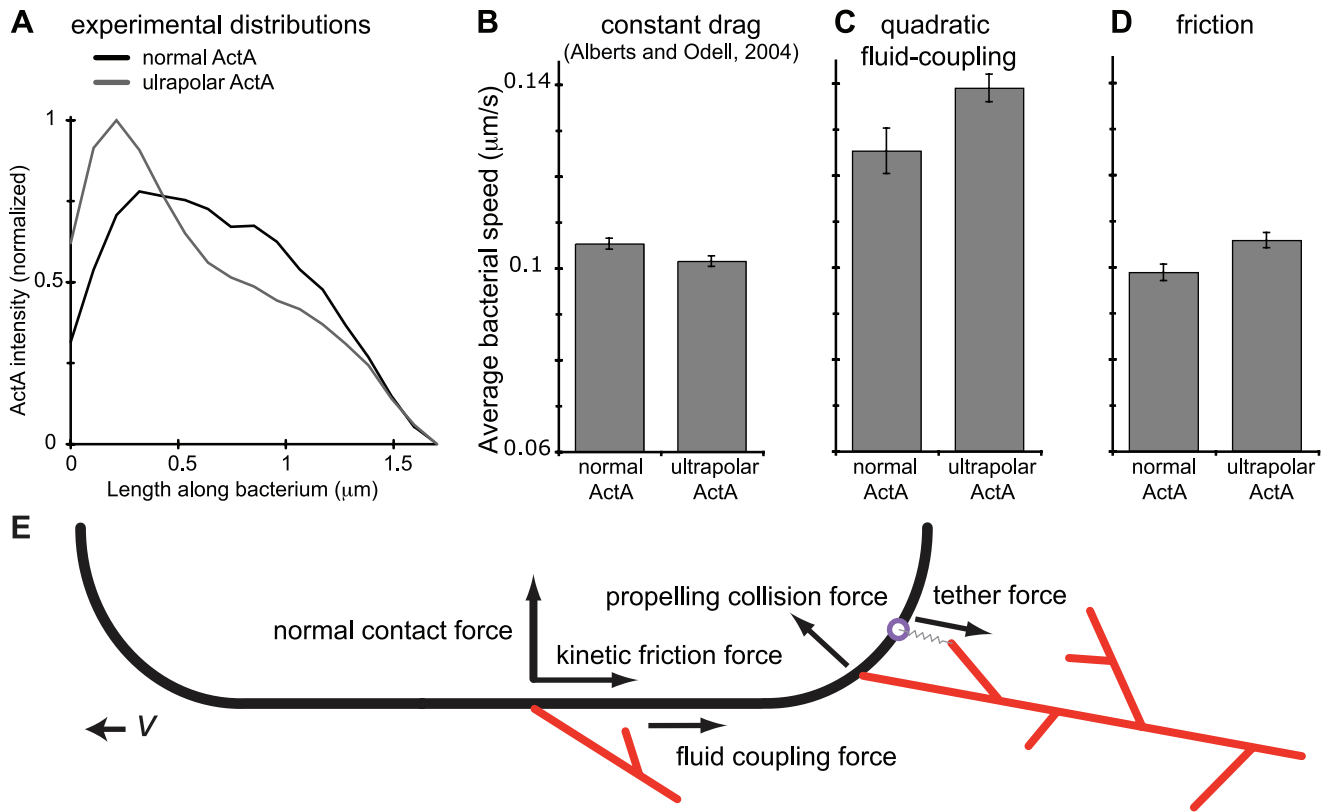 A experimental distributions
normal ActA
ulrapolar ActA
ActA intensity (normalized)
1
0.5
0
0 0.5 1 1.5
Length along bacterium (μm)
B constant drag
(Alberts and Odell, 2004)
Average bacterial speed (μm/s)
0.14
0.1
0.06
normal ultrapolar
ActA ActA
C quadratic
fluid-coupling
normal ultrapolar
ActA ActA
D friction
normal ultrapolar
ActA ActA
E
propelling collision force tether force
normal contact force
kinetic friction force
V
fluid coupling force